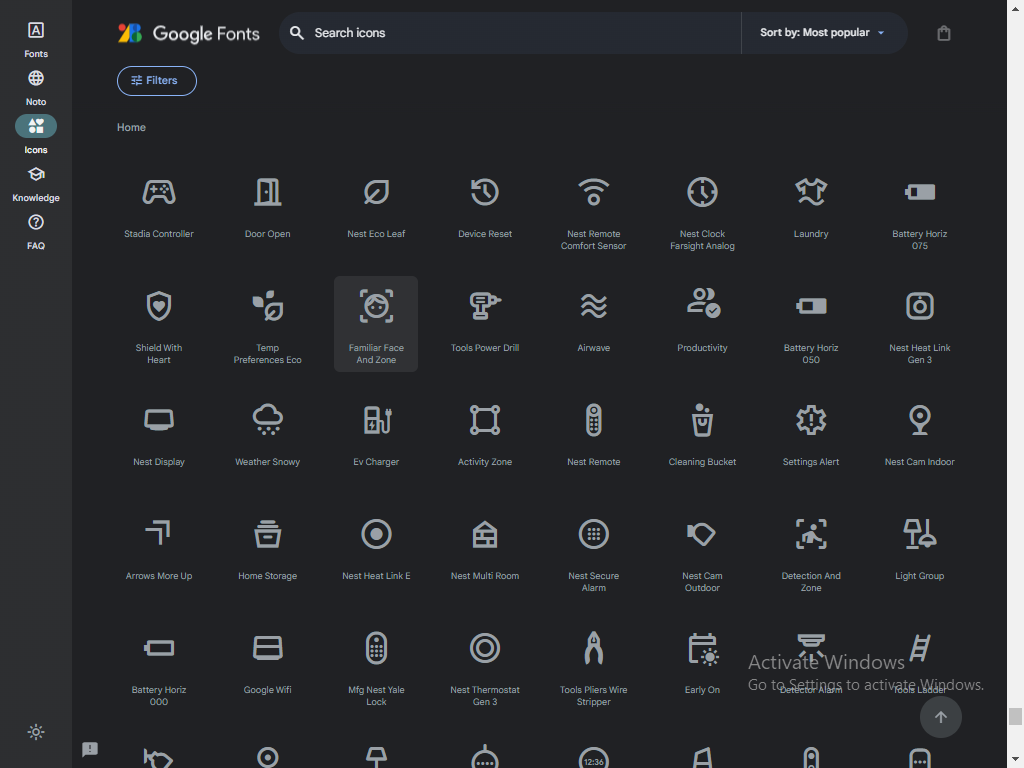 Google Fonts
Search icons
Sort by: Most popular
Fonts
Noto
Icons
Knowledge
FAQ
Filters
Home
Stadia Controller
Door Open
Nest Eco Leaf
Device Reset
Nest Remote
Comfort Sensor
Nest Clock
Farsight Analog
Laundry
Battery Horiz
075
Shield With
Heart
Temp
Preferences Eco
Familiar Face
And Zone
Tools Power Drill
Airwave
Productivity
Battery Horiz
050
Nest Heat Link
Gen 3
Nest Display
Weather Snowy
Ev Charger
Activity Zone
Nest Remote
Cleaning Bucket
Settings Alert
Nest Cam Indoor
Arrows More Up
Home Storage
Nest Heat Link E
Nest Multi Room
Nest Secure
Alarm
Nest Cam
Outdoor
Detection And
Zone
Light Group
Battery Horiz
000
Google Wifi
Mfg Nest Yale
Lock
Nest Thermostat
Gen 3
Tools Pliers Wire
Stripper
Early On
Detector Alarm
Tools Ladder
Activate Windows
Go to Settings to activate Windows.
12:36